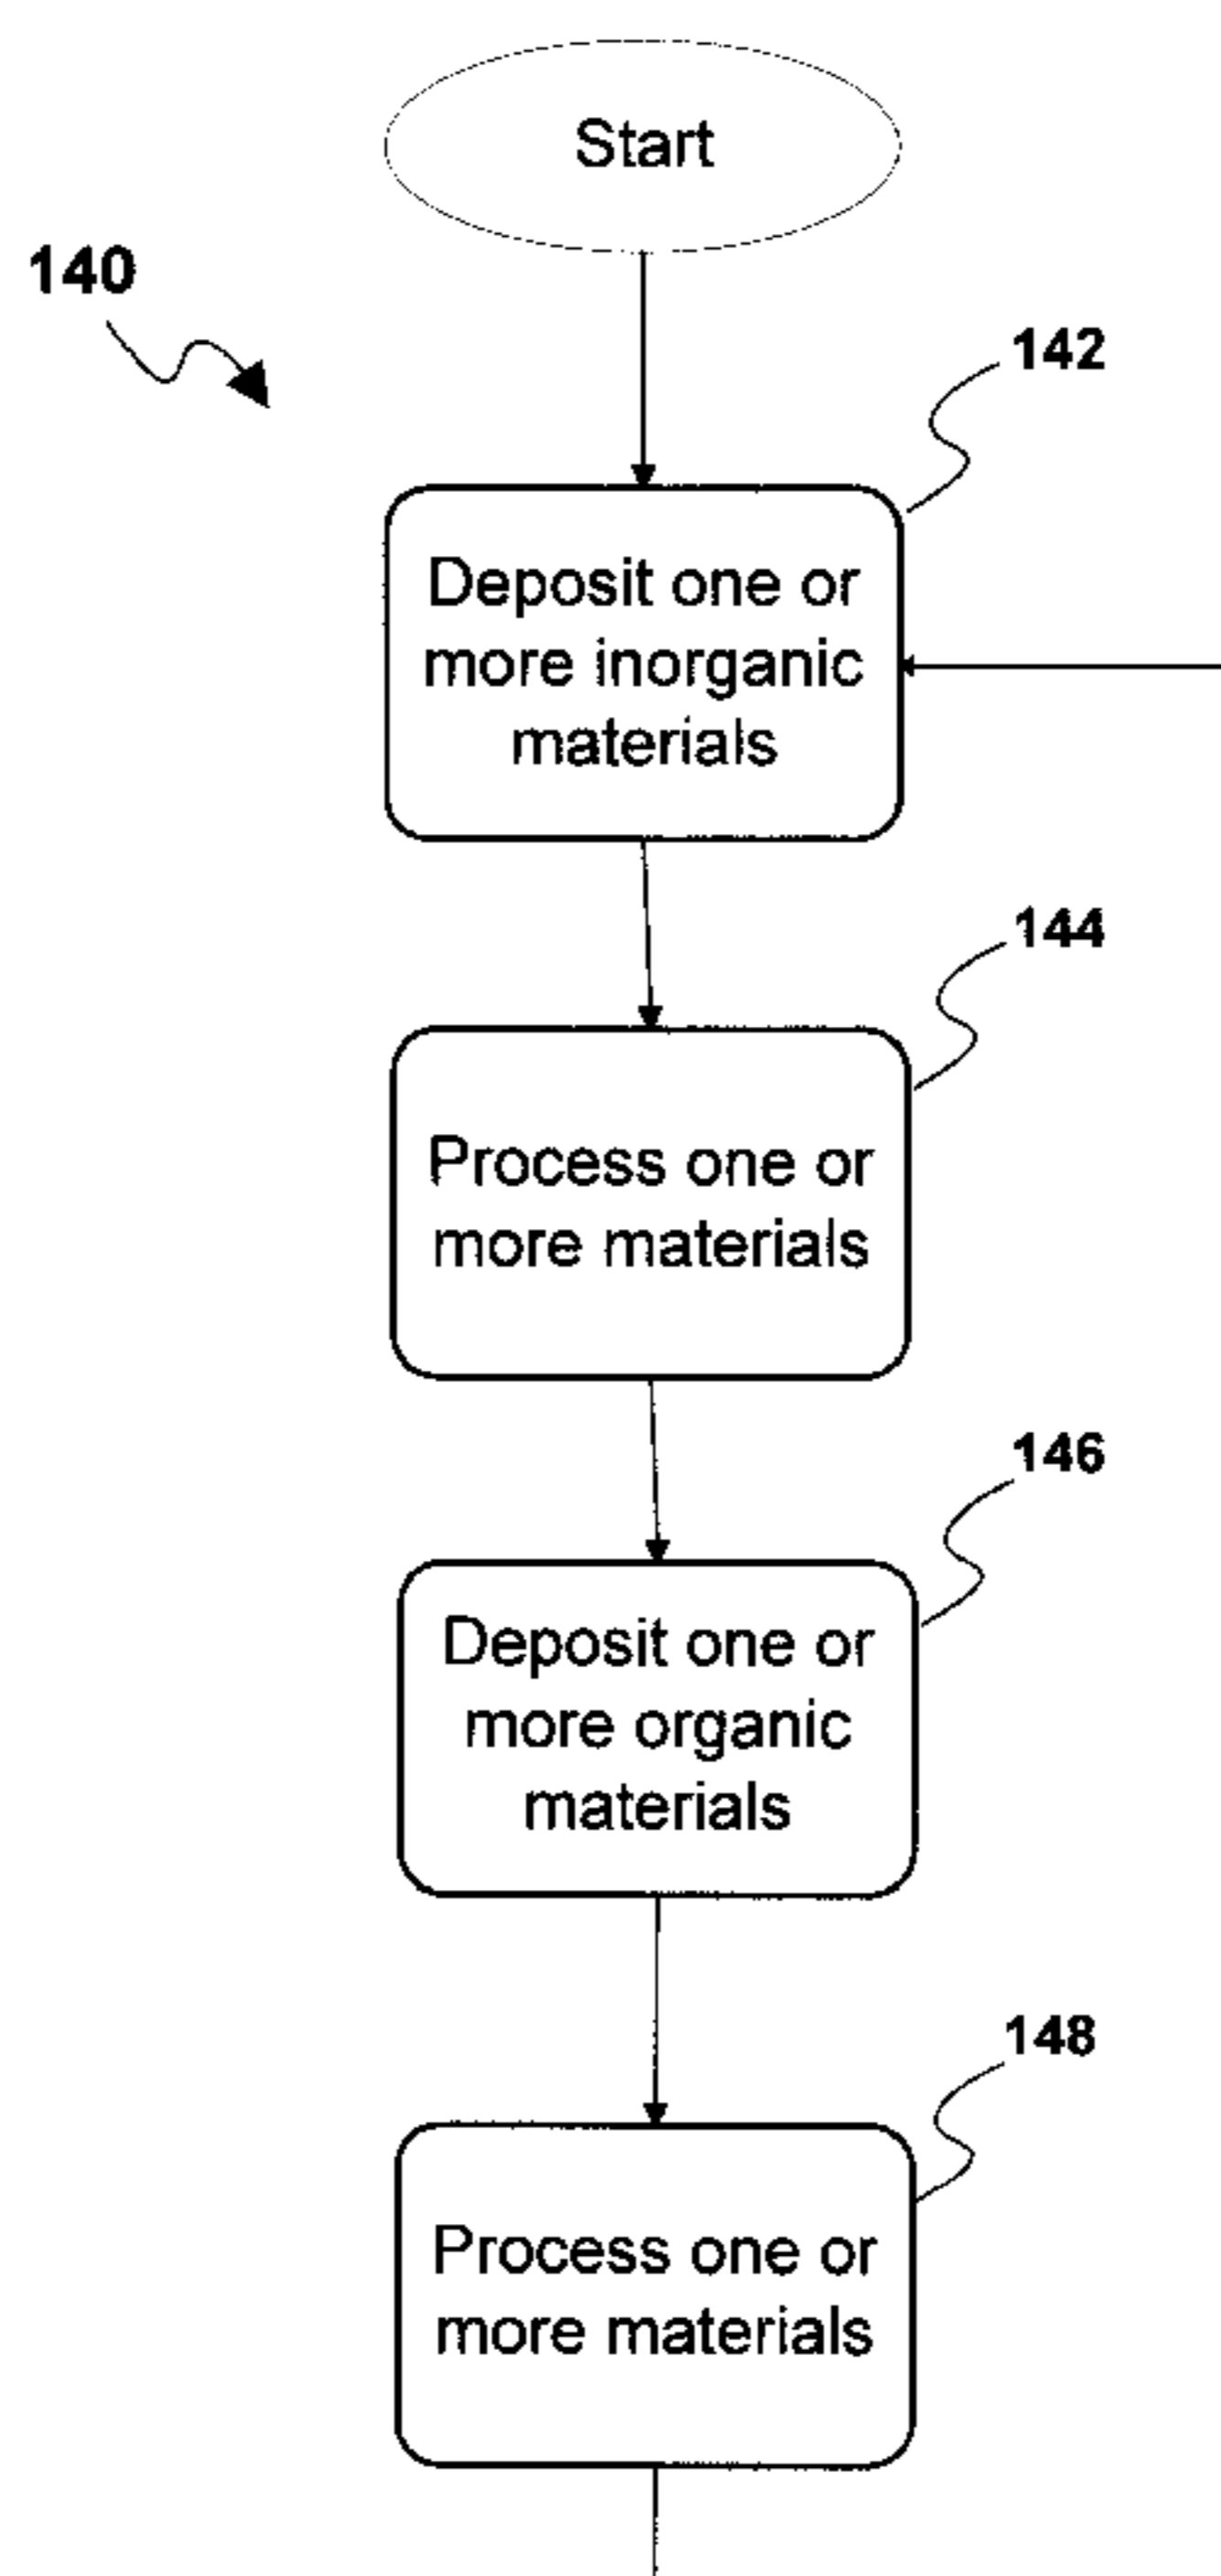 Start
140
142
Deposit one or
more inorganic
materials
144
Process one or
more materials
146
Deposit one or
more organic
materials
148
Process one or
more materials